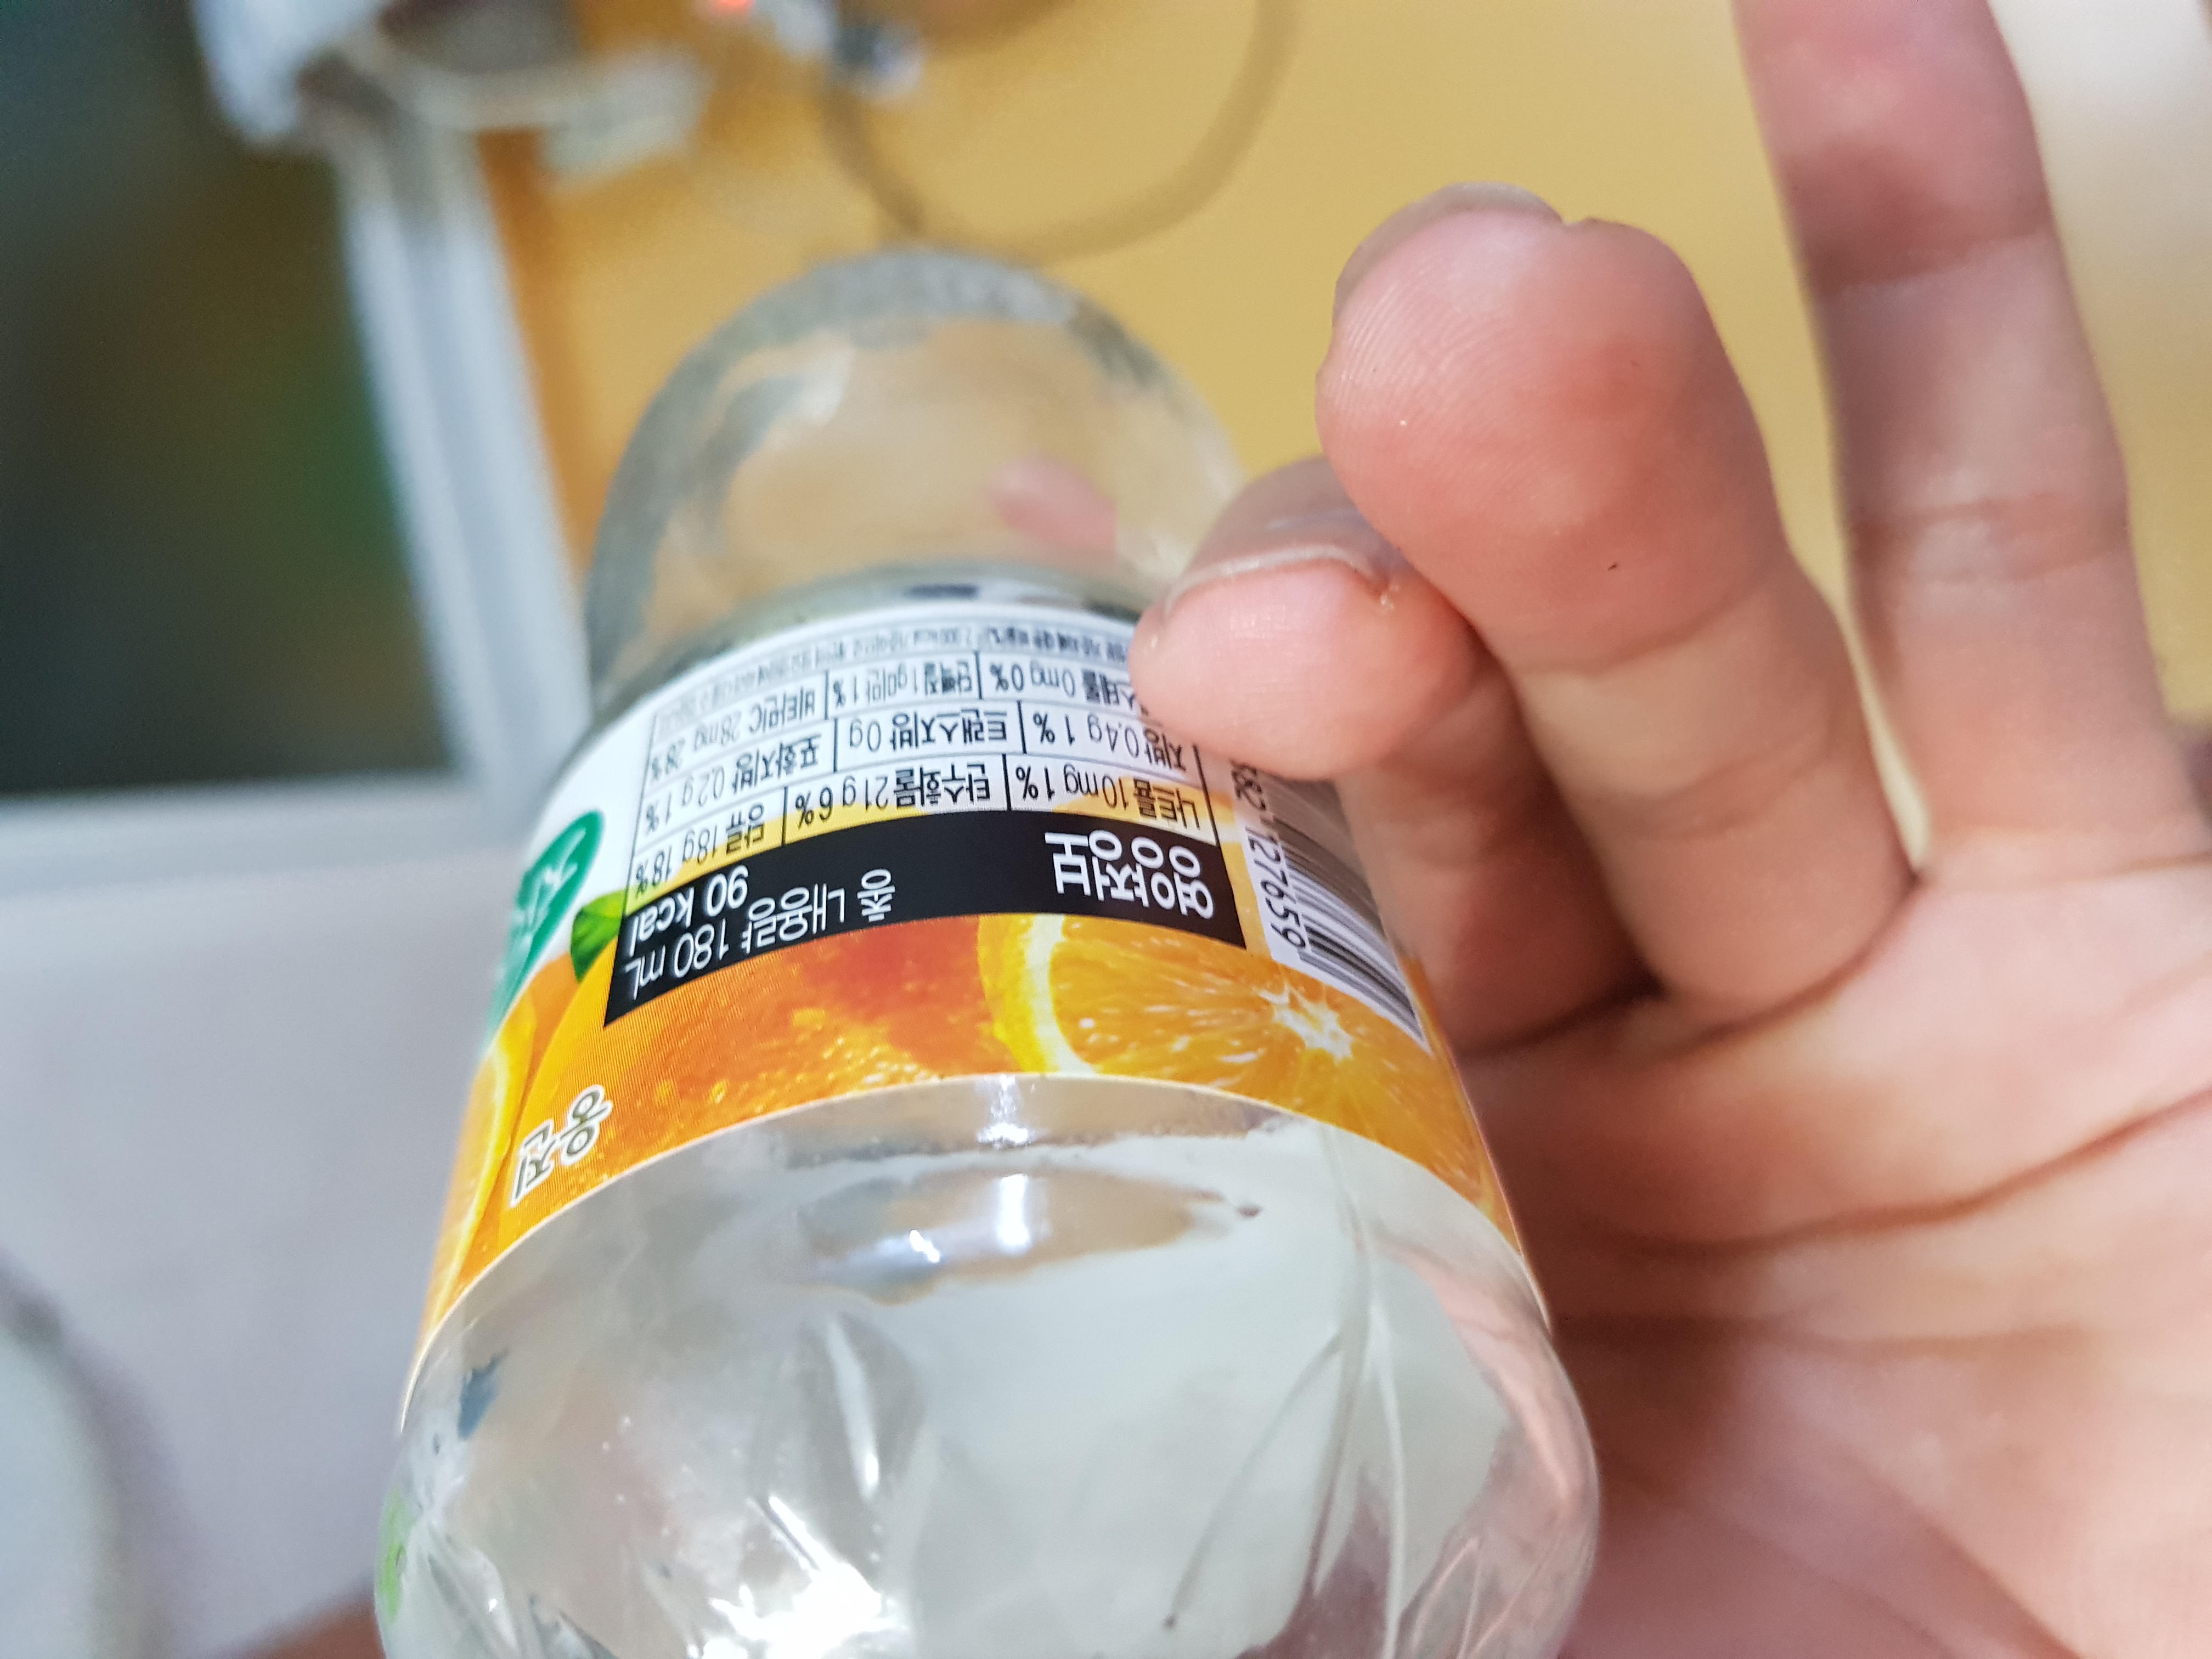 웅진
영양정보 총 내용량 180 mL
90 kcal
나트륨 10mg 1% 탄수화물 21g 6% 당류 18g 18%
지방 0.4g 1% 트랜스지방 0g 포화지방 0.2g 1%
0mg 0% 단백질 1g미만 1% 비타민C 28mg 28%
382 127659